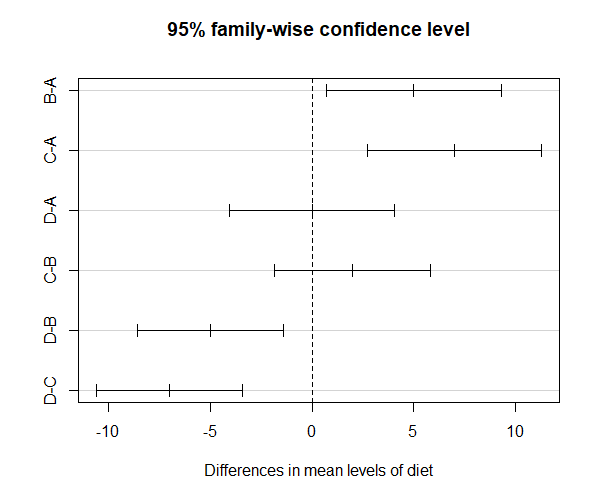 95% family-wise confidence level
B-A
C-A
D-A
C-B
D-B
D-C
-10 -5 0 5 10
Differences in mean levels of diet